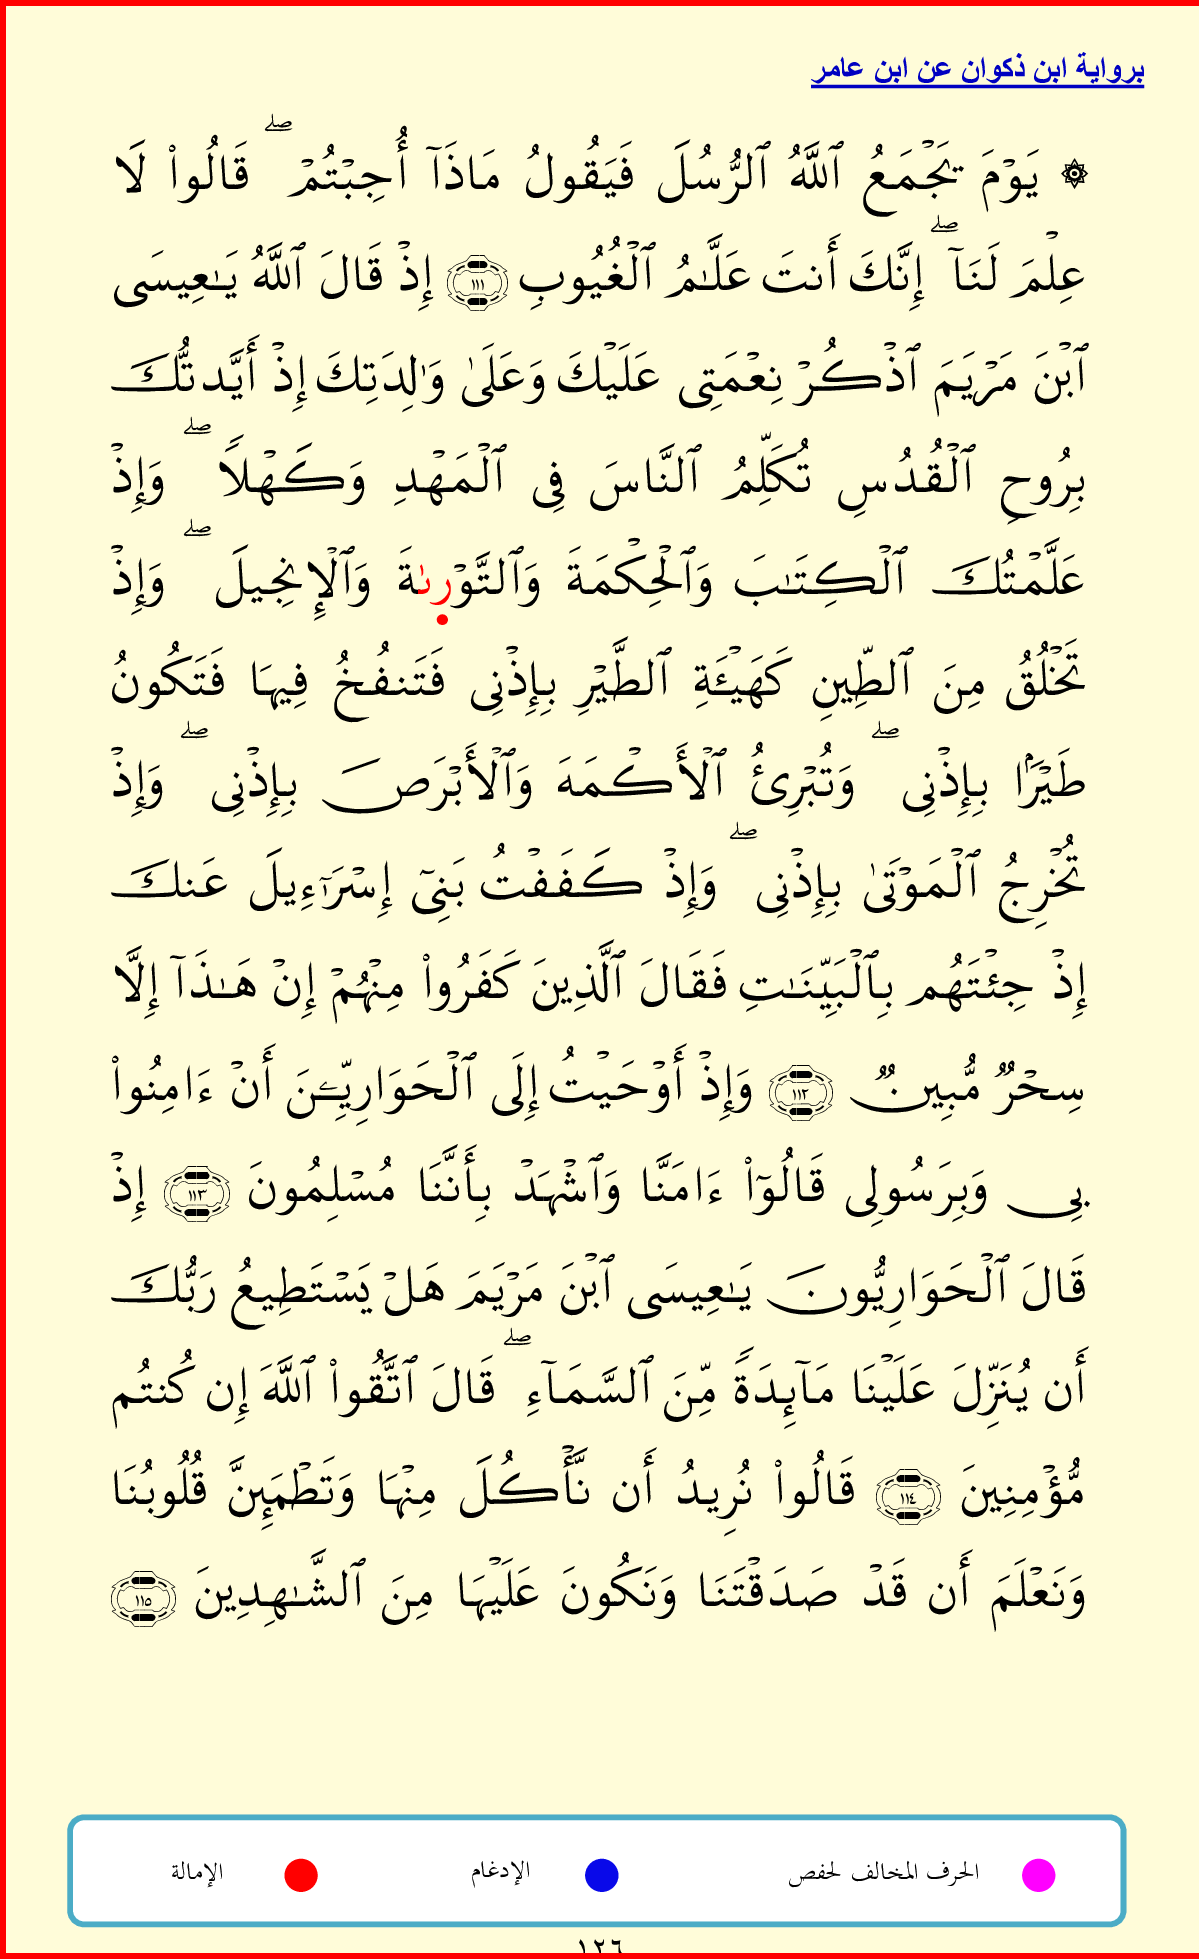 برواية ابن ذكوان عن ابن عامر
۞ يَوْمَ يَجْمَعُ ٱللَّهُ ٱلرُّسُلَ فَيَقُولُ مَاذَآ أُجِبْتُمْ ۖ قَالُوا۟ لَا
عِلْمَ لَنَآ ۖ إِنَّكَ أَنتَ عَلَّـٰمُ ٱلْغُيُوبِ ١١١ إِذْ قَالَ ٱللَّهُ يَـٰعِيسَى
ٱبْنَ مَرْيَمَ ٱذْكُرْ نِعْمَتِى عَلَيْكَ وَعَلَىٰ وَٰلِدَتِكَ إِذْ أَيَّدتُّكَ
بِرُوحِ ٱلْقُدُسِ تُكَلِّمُ ٱلنَّاسَ فِى ٱلْمَهْدِ وَكَهْلًا ۖ وَإِذْ
عَلَّمْتُكَ ٱلْكِتَـٰبَ وَٱلْحِكْمَةَ وَٱلتَّوْرىٰةَ وَٱلْإِنجِيلَ ۖ وَإِذْ
تَخْلُقُ مِنَ ٱلطِّينِ كَهَيْـَٔةِ ٱلطَّيْرِ بِإِذْنِى فَتَنفُخُ فِيهَا فَتَكُونُ
طَيْرًۢا بِإِذْنِى ۖ وَتُبْرِئُ ٱلْأَكْمَهَ وَٱلْأَبْرَصَ بِإِذْنِى ۖ وَإِذْ
تُخْرِجُ ٱلْمَوْتَىٰ بِإِذْنِى ۖ وَإِذْ كَفَفْتُ بَنِىٓ إِسْرَٰٓءِيلَ عَنكَ
إِذْ جِئْتَهُم بِٱلْبَيِّنَـٰتِ فَقَالَ ٱلَّذِينَ كَفَرُوا۟ مِنْهُمْ إِنْ هَـٰذَآ إِلَّا
سِحْرٌ مُّبِينٌ ١١٢ وَإِذْ أَوْحَيْتُ إِلَى ٱلْحَوَارِيِّـۧنَ أَنْ ءَامِنُوا۟
بِى وَبِرَسُولِى قَالُوٓا۟ ءَامَنَّا وَٱشْهَدْ بِأَنَّنَا مُسْلِمُونَ ١١٣ إِذْ
قَالَ ٱلْحَوَارِيُّونَ يَـٰعِيسَى ٱبْنَ مَرْيَمَ هَلْ يَسْتَطِيعُ رَبُّكَ
أَن يُنَزِّلَ عَلَيْنَا مَآئِدَةً مِّنَ ٱلسَّمَآءِ ۖ قَالَ ٱتَّقُوا۟ ٱللَّهَ إِن كُنتُم
مُّؤْمِنِينَ ١١٤ قَالُوا۟ نُرِيدُ أَن نَّأْكُلَ مِنْهَا وَتَطْمَئِنَّ قُلُوبُنَا
وَنَعْلَمَ أَن قَدْ صَدَقْتَنَا وَنَكُونَ عَلَيْهَا مِنَ ٱلشَّـٰهِدِينَ ١١٥
الحرف المخالف لحفص الإدغام الإمالة
١٢٦